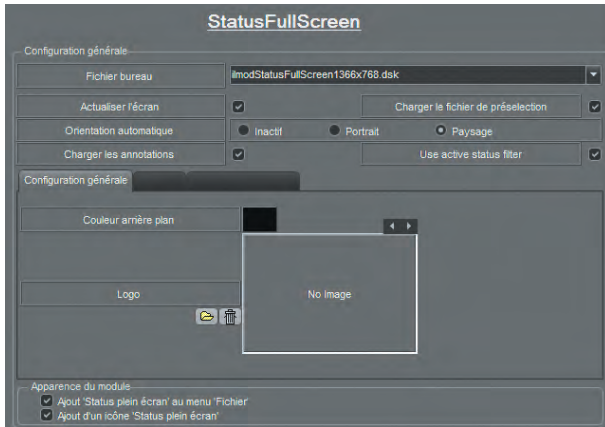 StatusFullScreen
Configuration générale
Fichier bureau ilmodStatusFullScreen1366x768.dsk
Actualiser l'écran Charger le fichier de préselection
Orientation automatique Inactif Portrait Paysage
Charger les annotations Use active status filter
Configuration générale
Couleur arrière plan
Logo No Image
Apparence du module
Ajout 'Status plein écran' au menu 'Fichier'
Ajout d'un icône 'Status plein écran'